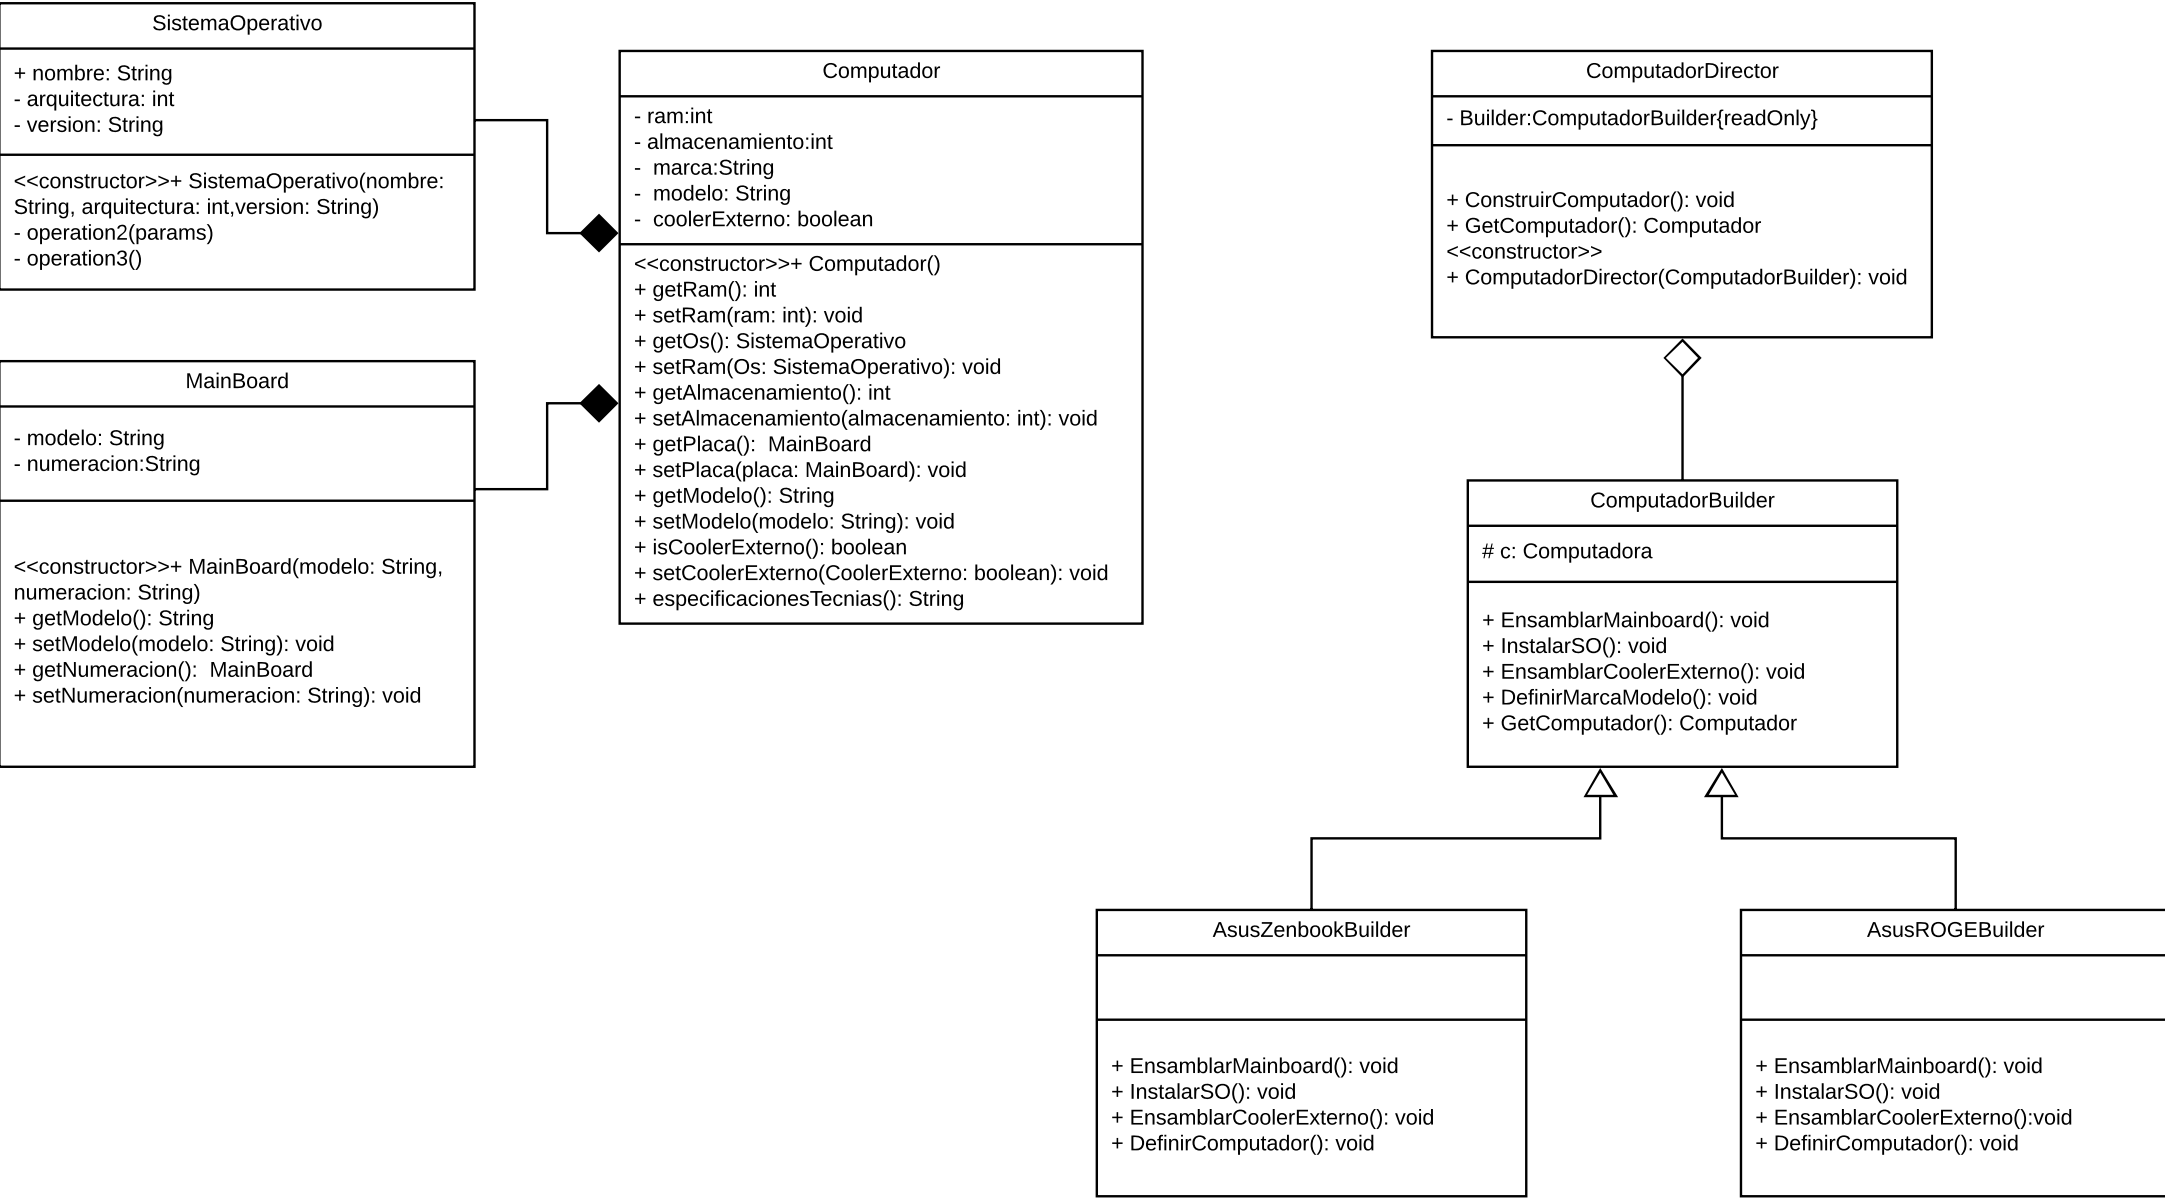 SistemaOperativo
+ nombre: String
- arquitectura: int
- version: String
<<constructor>>+ SistemaOperativo(nombre:
String, arquitectura: int,version: String)
- operation2(params)
- operation3()
MainBoard
- modelo: String
- numeracion:String
<<constructor>>+ MainBoard(modelo: String,
numeracion: String)
+ getModelo(): String
+ setModelo(modelo: String): void
+ getNumeracion():  MainBoard
+ setNumeracion(numeracion: String): void
Computador
- ram:int
- almacenamiento:int
-  marca:String
-  modelo: String
-  coolerExterno: boolean
<<constructor>>+ Computador()
+ getRam(): int
+ setRam(ram: int): void
+ getOs(): SistemaOperativo
+ setRam(Os: SistemaOperativo): void
+ getAlmacenamiento(): int
+ setAlmacenamiento(almacenamiento: int): void
+ getPlaca():  MainBoard
+ setPlaca(placa: MainBoard): void
+ getModelo(): String
+ setModelo(modelo: String): void
+ isCoolerExterno(): boolean
+ setCoolerExterno(CoolerExterno: boolean): void
+ especificacionesTecnias(): String
ComputadorDirector
- Builder:ComputadorBuilder{readOnly}
+ ConstruirComputador(): void
+ GetComputador(): Computador
<<constructor>>
+ ComputadorDirector(ComputadorBuilder): void
ComputadorBuilder
# c: Computadora
+ EnsamblarMainboard(): void
+ InstalarSO(): void
+ EnsamblarCoolerExterno(): void
+ DefinirMarcaModelo(): void
+ GetComputador(): Computador
AsusZenbookBuilder
+ EnsamblarMainboard(): void
+ InstalarSO(): void
+ EnsamblarCoolerExterno(): void
+ DefinirComputador(): void
AsusROGEBuilder
+ EnsamblarMainboard(): void
+ InstalarSO(): void
+ EnsamblarCoolerExterno():void
+ DefinirComputador(): void